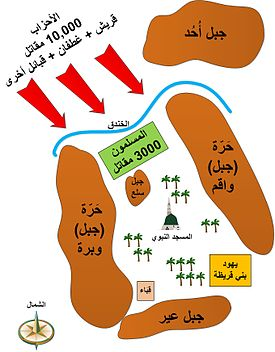 الأحزاب
10,000 مقاتل
قريش + غطفان + قبائل أخرى
جبل أُحُد
الخندق
المسلمون
3000 مقاتل
حَرّة
(جبل)
واقم
جبل
سلع
حَرّة
(جبل)
وبرة
المسجد النبوي
يهود
بني قريظة
قباء
جبل عير
الشمال